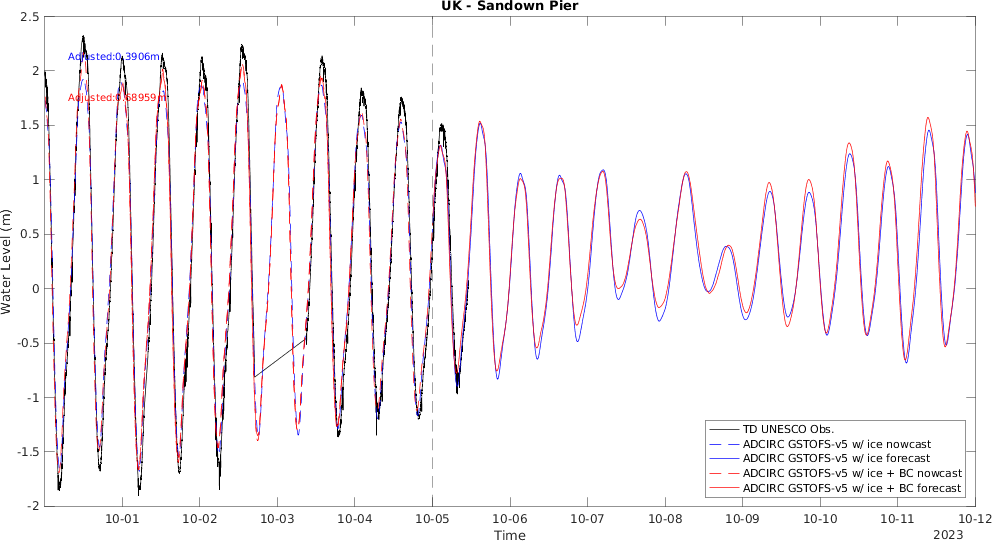 UK - Sandown Pier
2.5
2
1.5
1
0.5
0
-0.5
-1
-1.5
-2
Water Level (m)
Adjusted:0.3906m
Adjusted:0.68959m
TD UNESCO Obs.
ADCIRC GSTOFS-v5 w/ ice nowcast
ADCIRC GSTOFS-v5 w/ ice forecast
ADCIRC GSTOFS-v5 w/ ice + BC nowcast
ADCIRC GSTOFS-v5 w/ ice + BC forecast
10-01 10-02 10-03 10-04 10-05 10-06 10-07 10-08 10-09 10-10 10-11 10-12
Time
2023